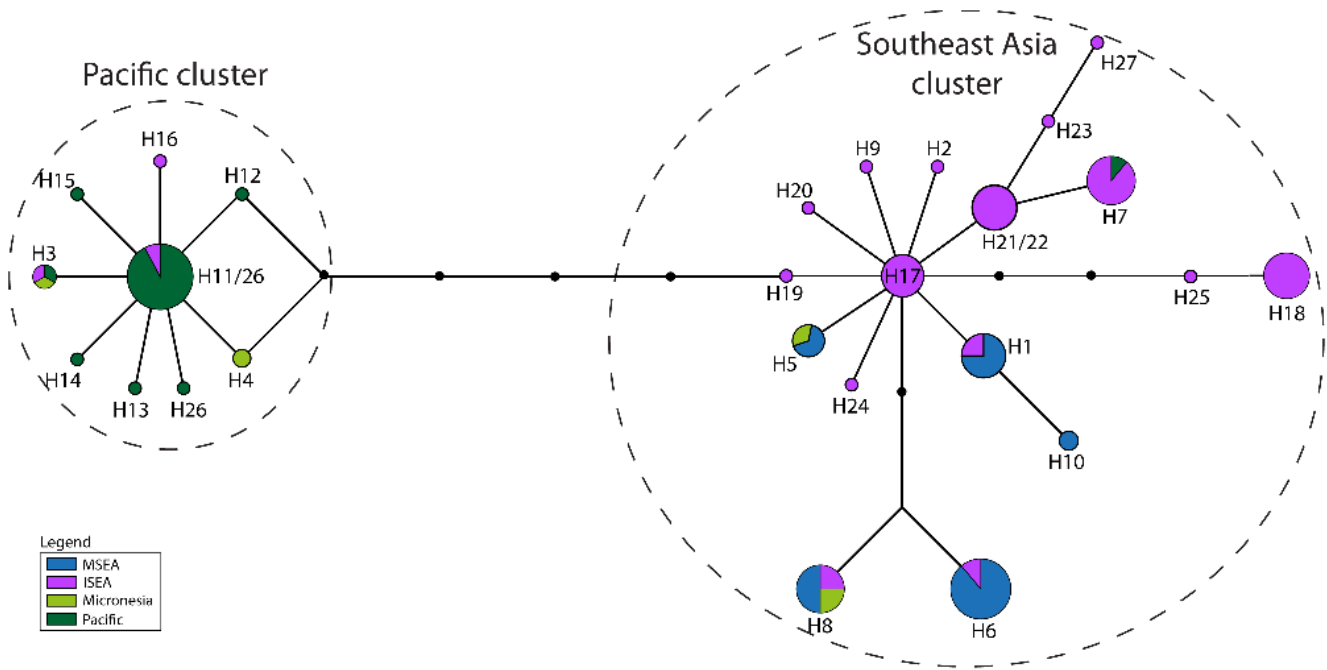 Pacific cluster
Southeast Asia
cluster
H27
H16
H23
H15
H12
H9
H2
H20
H7
H3
H21/22
H11/26
H17
H19
H25
H18
H5
H1
H14
H4
H24
H13
H26
H10
Legend
MSEA
ISEA
Micronesia
Pacific
H8
H6